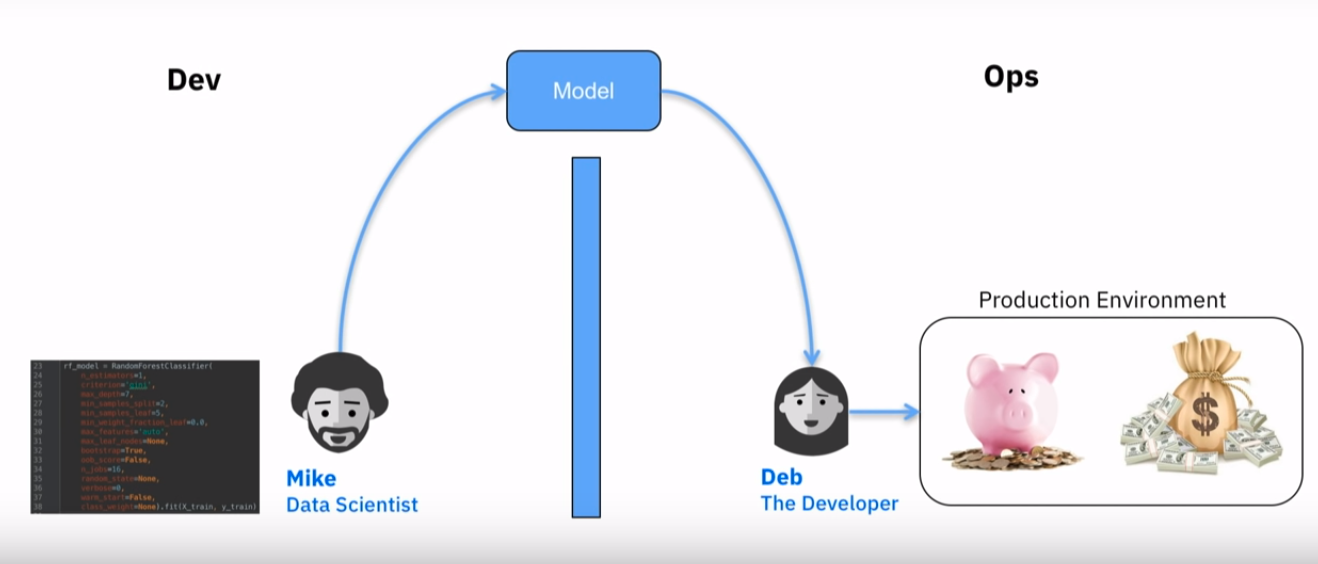 Dev
Model
Ops
Production Environment
23 rf_model = RandomForestClassifier(
24 n_estimators=1,
25 criterion='gini',
26 max_depth=7,
27 min_samples_split=2,
28 min_samples_leaf=5,
29 min_weight_fraction_leaf=0.0,
30 max_features='auto',
31 max_leaf_nodes=None,
32 bootstrap=True,
33 oob_score=False,
34 n_jobs=16,
35 random_state=None,
36 verbose=0,
37 warm_start=False,
38 class_weight=None).fit(X_train, y_train)
Mike
Data Scientist
Deb
The Developer
$